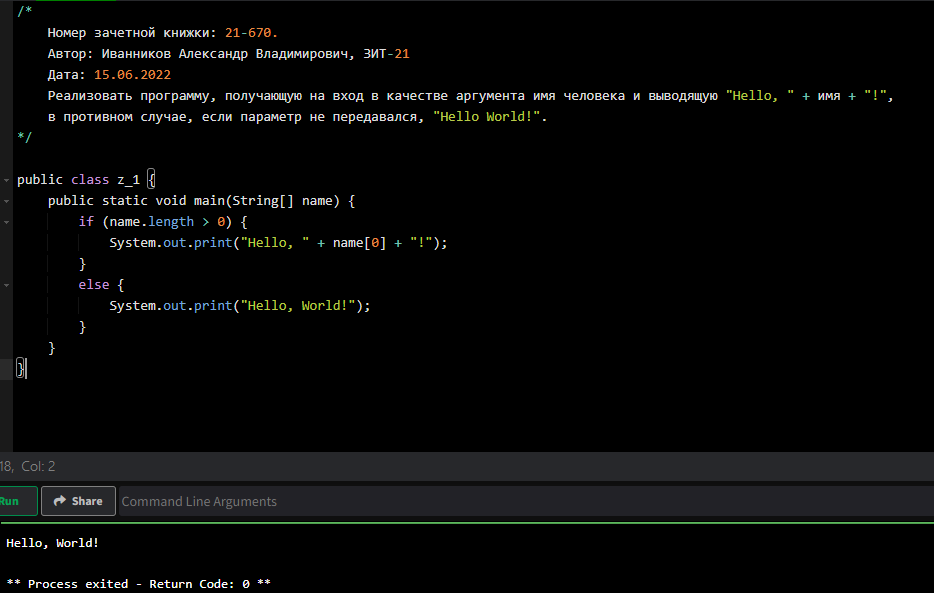 /*
Номер зачетной книжки: 21-670.
Автор: Иванников Александр Владимирович, ЗИТ-21
Дата: 15.06.2022
Реализовать программу, получающую на вход в качестве аргумента имя человека и выводящую "Hello, " + имя + "!",
в противном случае, если параметр не передавался, "Hello World!".
*/
public class z_1 {
public static void main(String[] name) {
if (name.length > 0) {
System.out.print("Hello, " + name[0] + "!");
}
else {
System.out.print("Hello, World!");
}
}
}
18, Col: 2
Run Share Command Line Arguments
Hello, World!
** Process exited - Return Code: 0 **